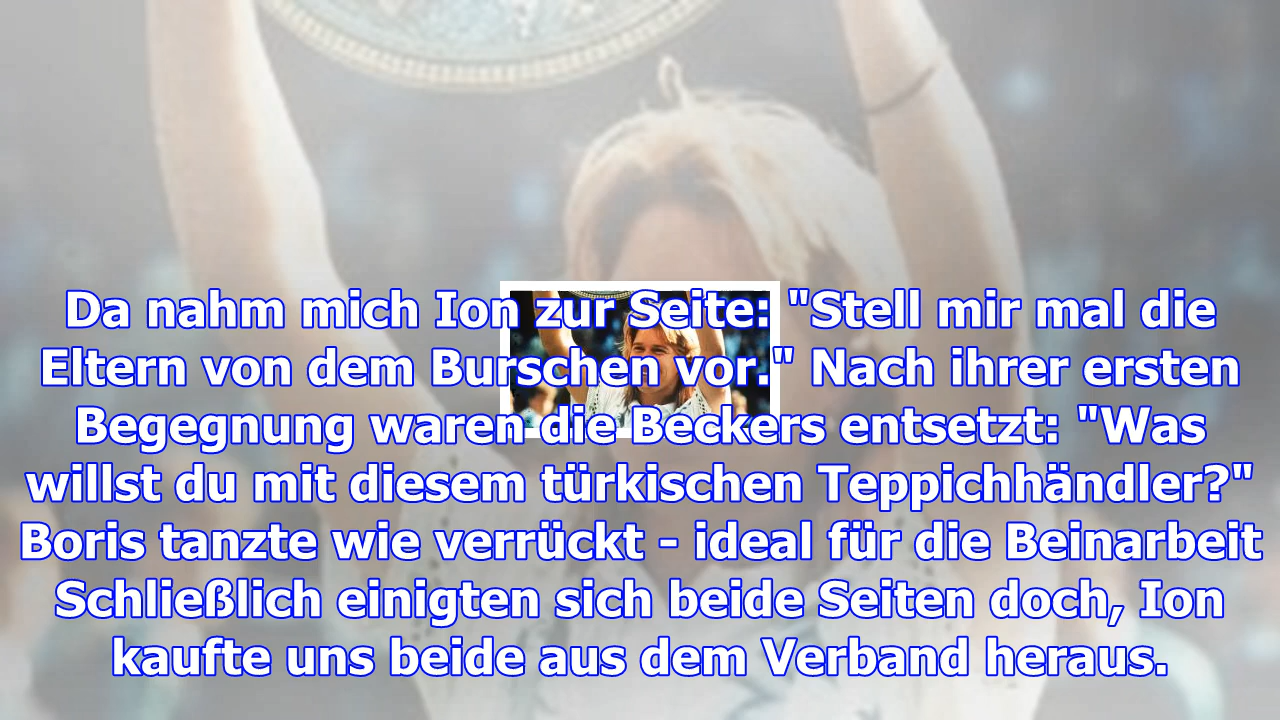 Da nahm mich Ion zur Seite: "Stell mir mal die
Eltern von dem Burschen vor." Nach ihrer ersten
Begegnung waren die Beckers entsetzt: "Was
willst du mit diesem türkischen Teppichhändler?"
Boris tanzte wie verrückt - ideal für die Beinarbeit
Schließlich einigten sich beide Seiten doch, Ion
kaufte uns beide aus dem Verband heraus.